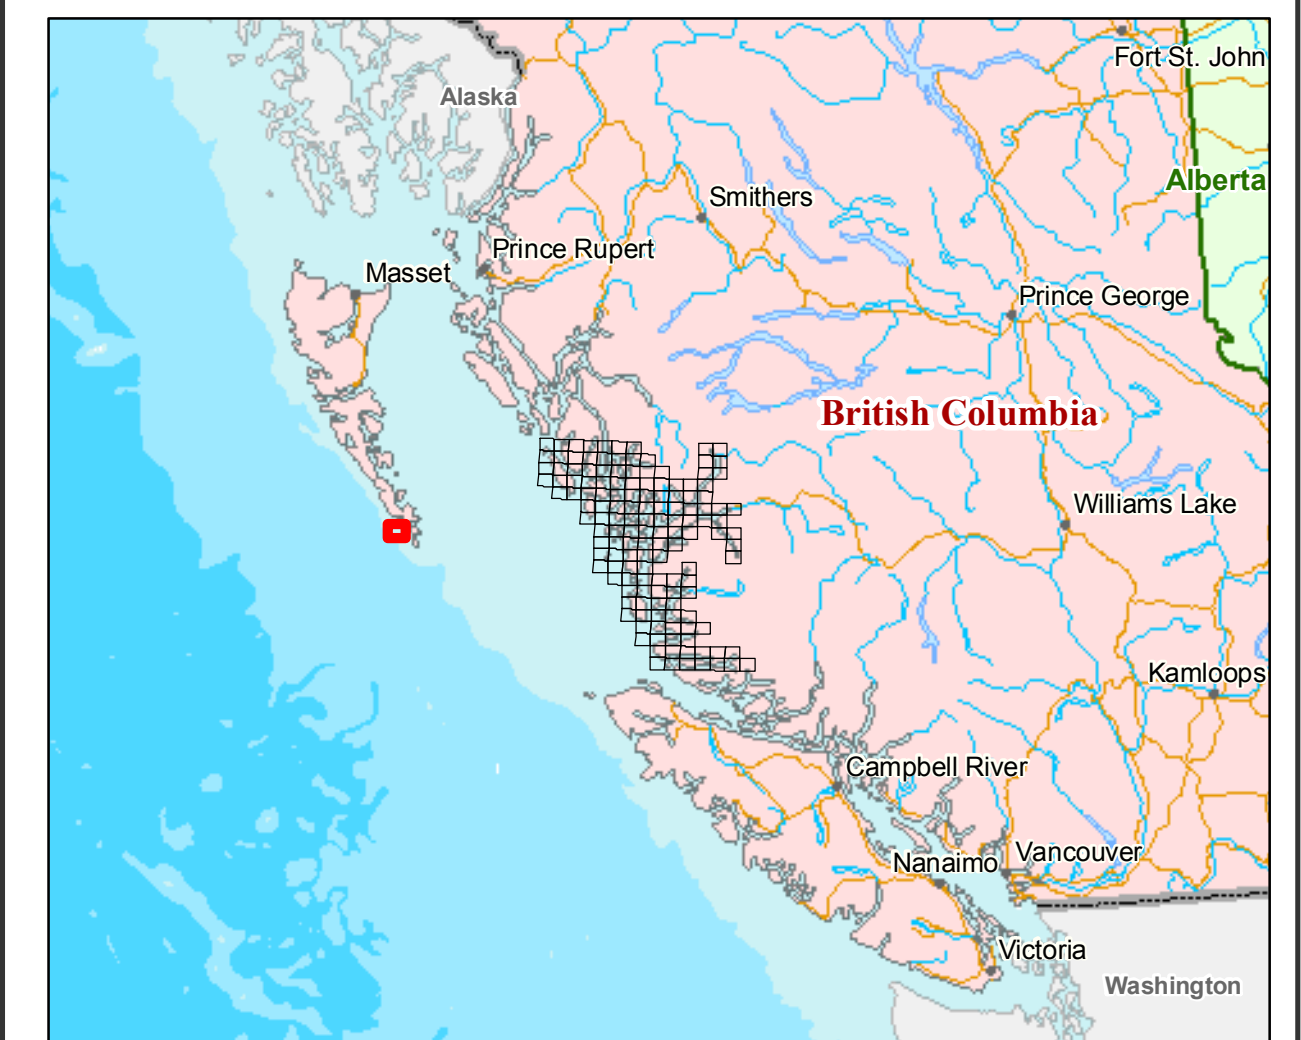 Fort St. John
Alaska
Alberta
Smithers
Prince Rupert
Masset
Prince George
British Columbia
Williams Lake
Kamloops
Campbell River
Vancouver
Nanaimo
Victoria
Washington